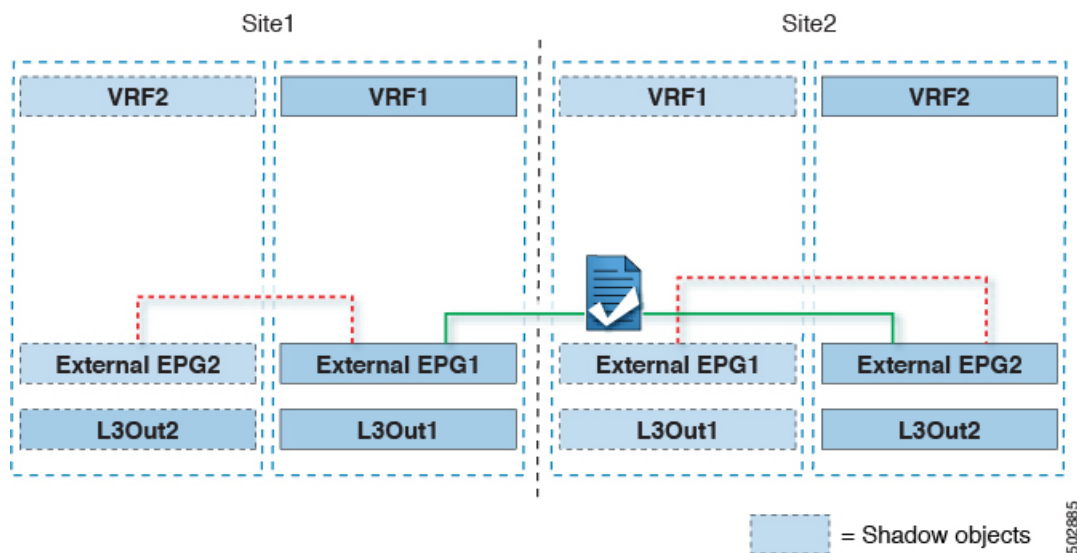 Site1 Site2
VRF2 VRF1 VRF1 VRF2
External EPG2 External EPG1 External EPG1 External EPG2
L3Out2 L3Out1 L3Out1 L3Out2
= Shadow objects
502885